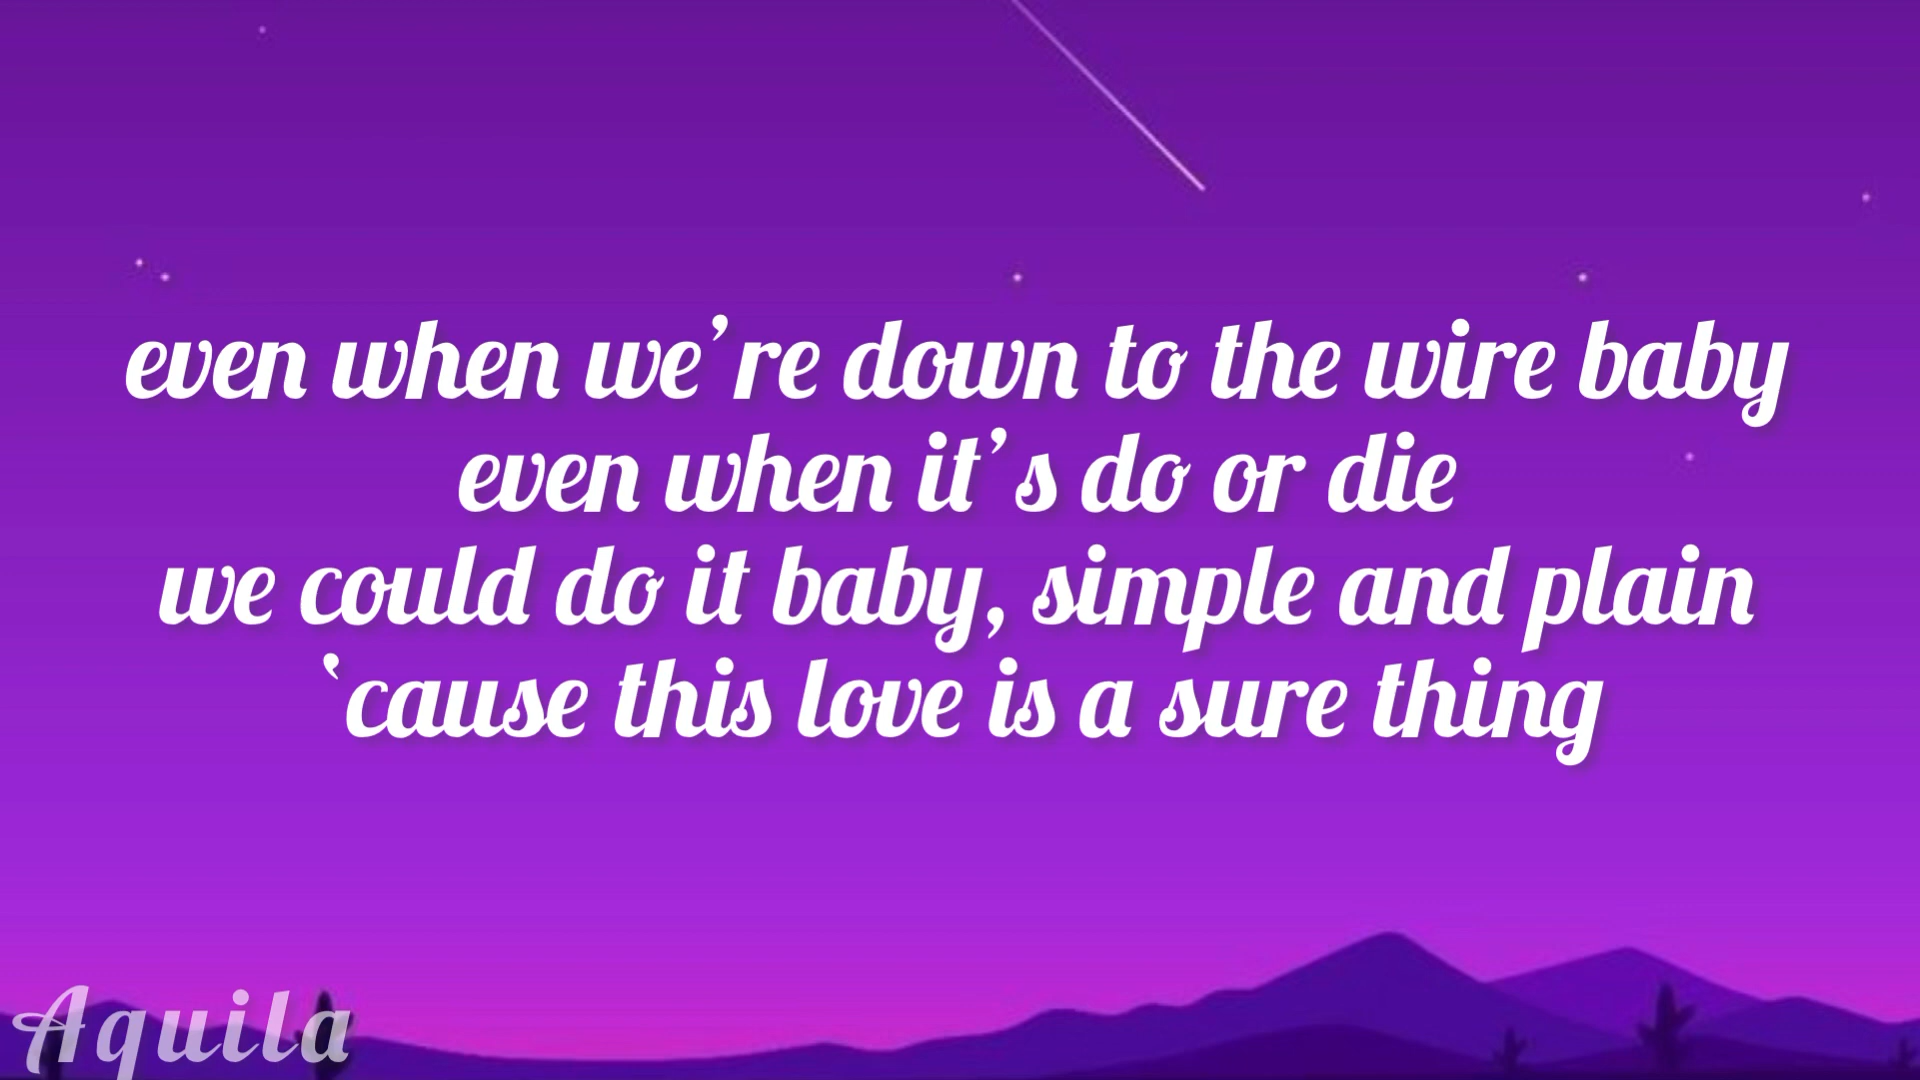 even when we're down to the wire baby
even when it's do or die
we could do it baby, simple and plain
‛cause this love is a sure thing
Aquila